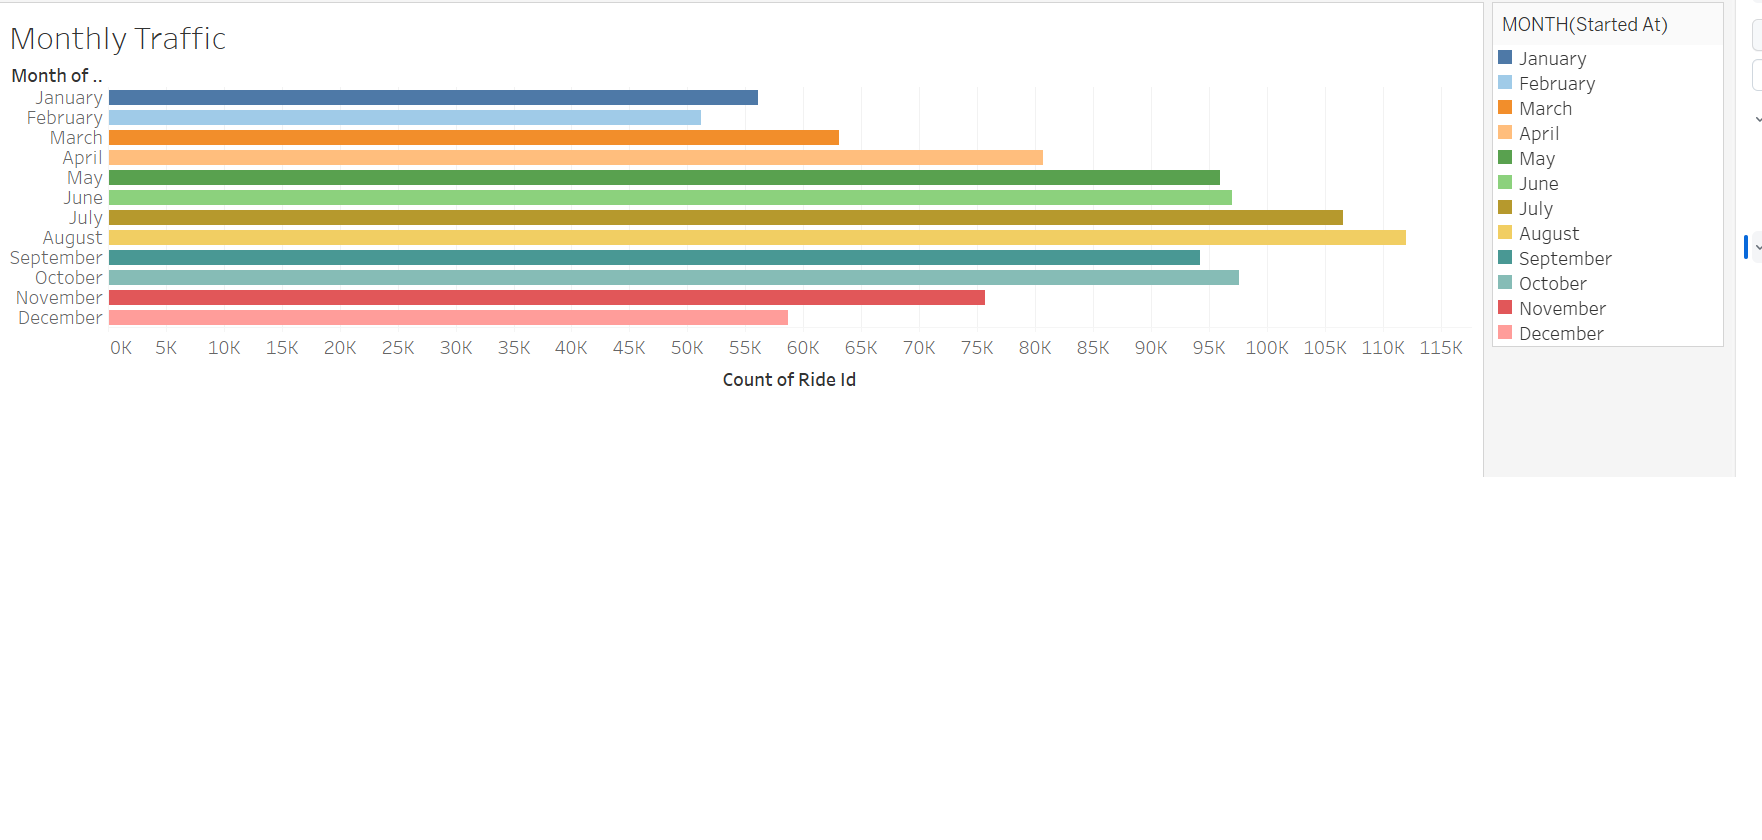 Monthly Traffic
Month of ..
January
February
March
April
May
June
July
August
September
October
November
December
0K 5K 10K 15K 20K 25K 30K 35K 40K 45K 50K 55K 60K 65K 70K 75K 80K 85K 90K 95K 100K 105K 110K 115K
Count of Ride Id
MONTH(Started At)
January
February
March
April
May
June
July
August
September
October
November
December